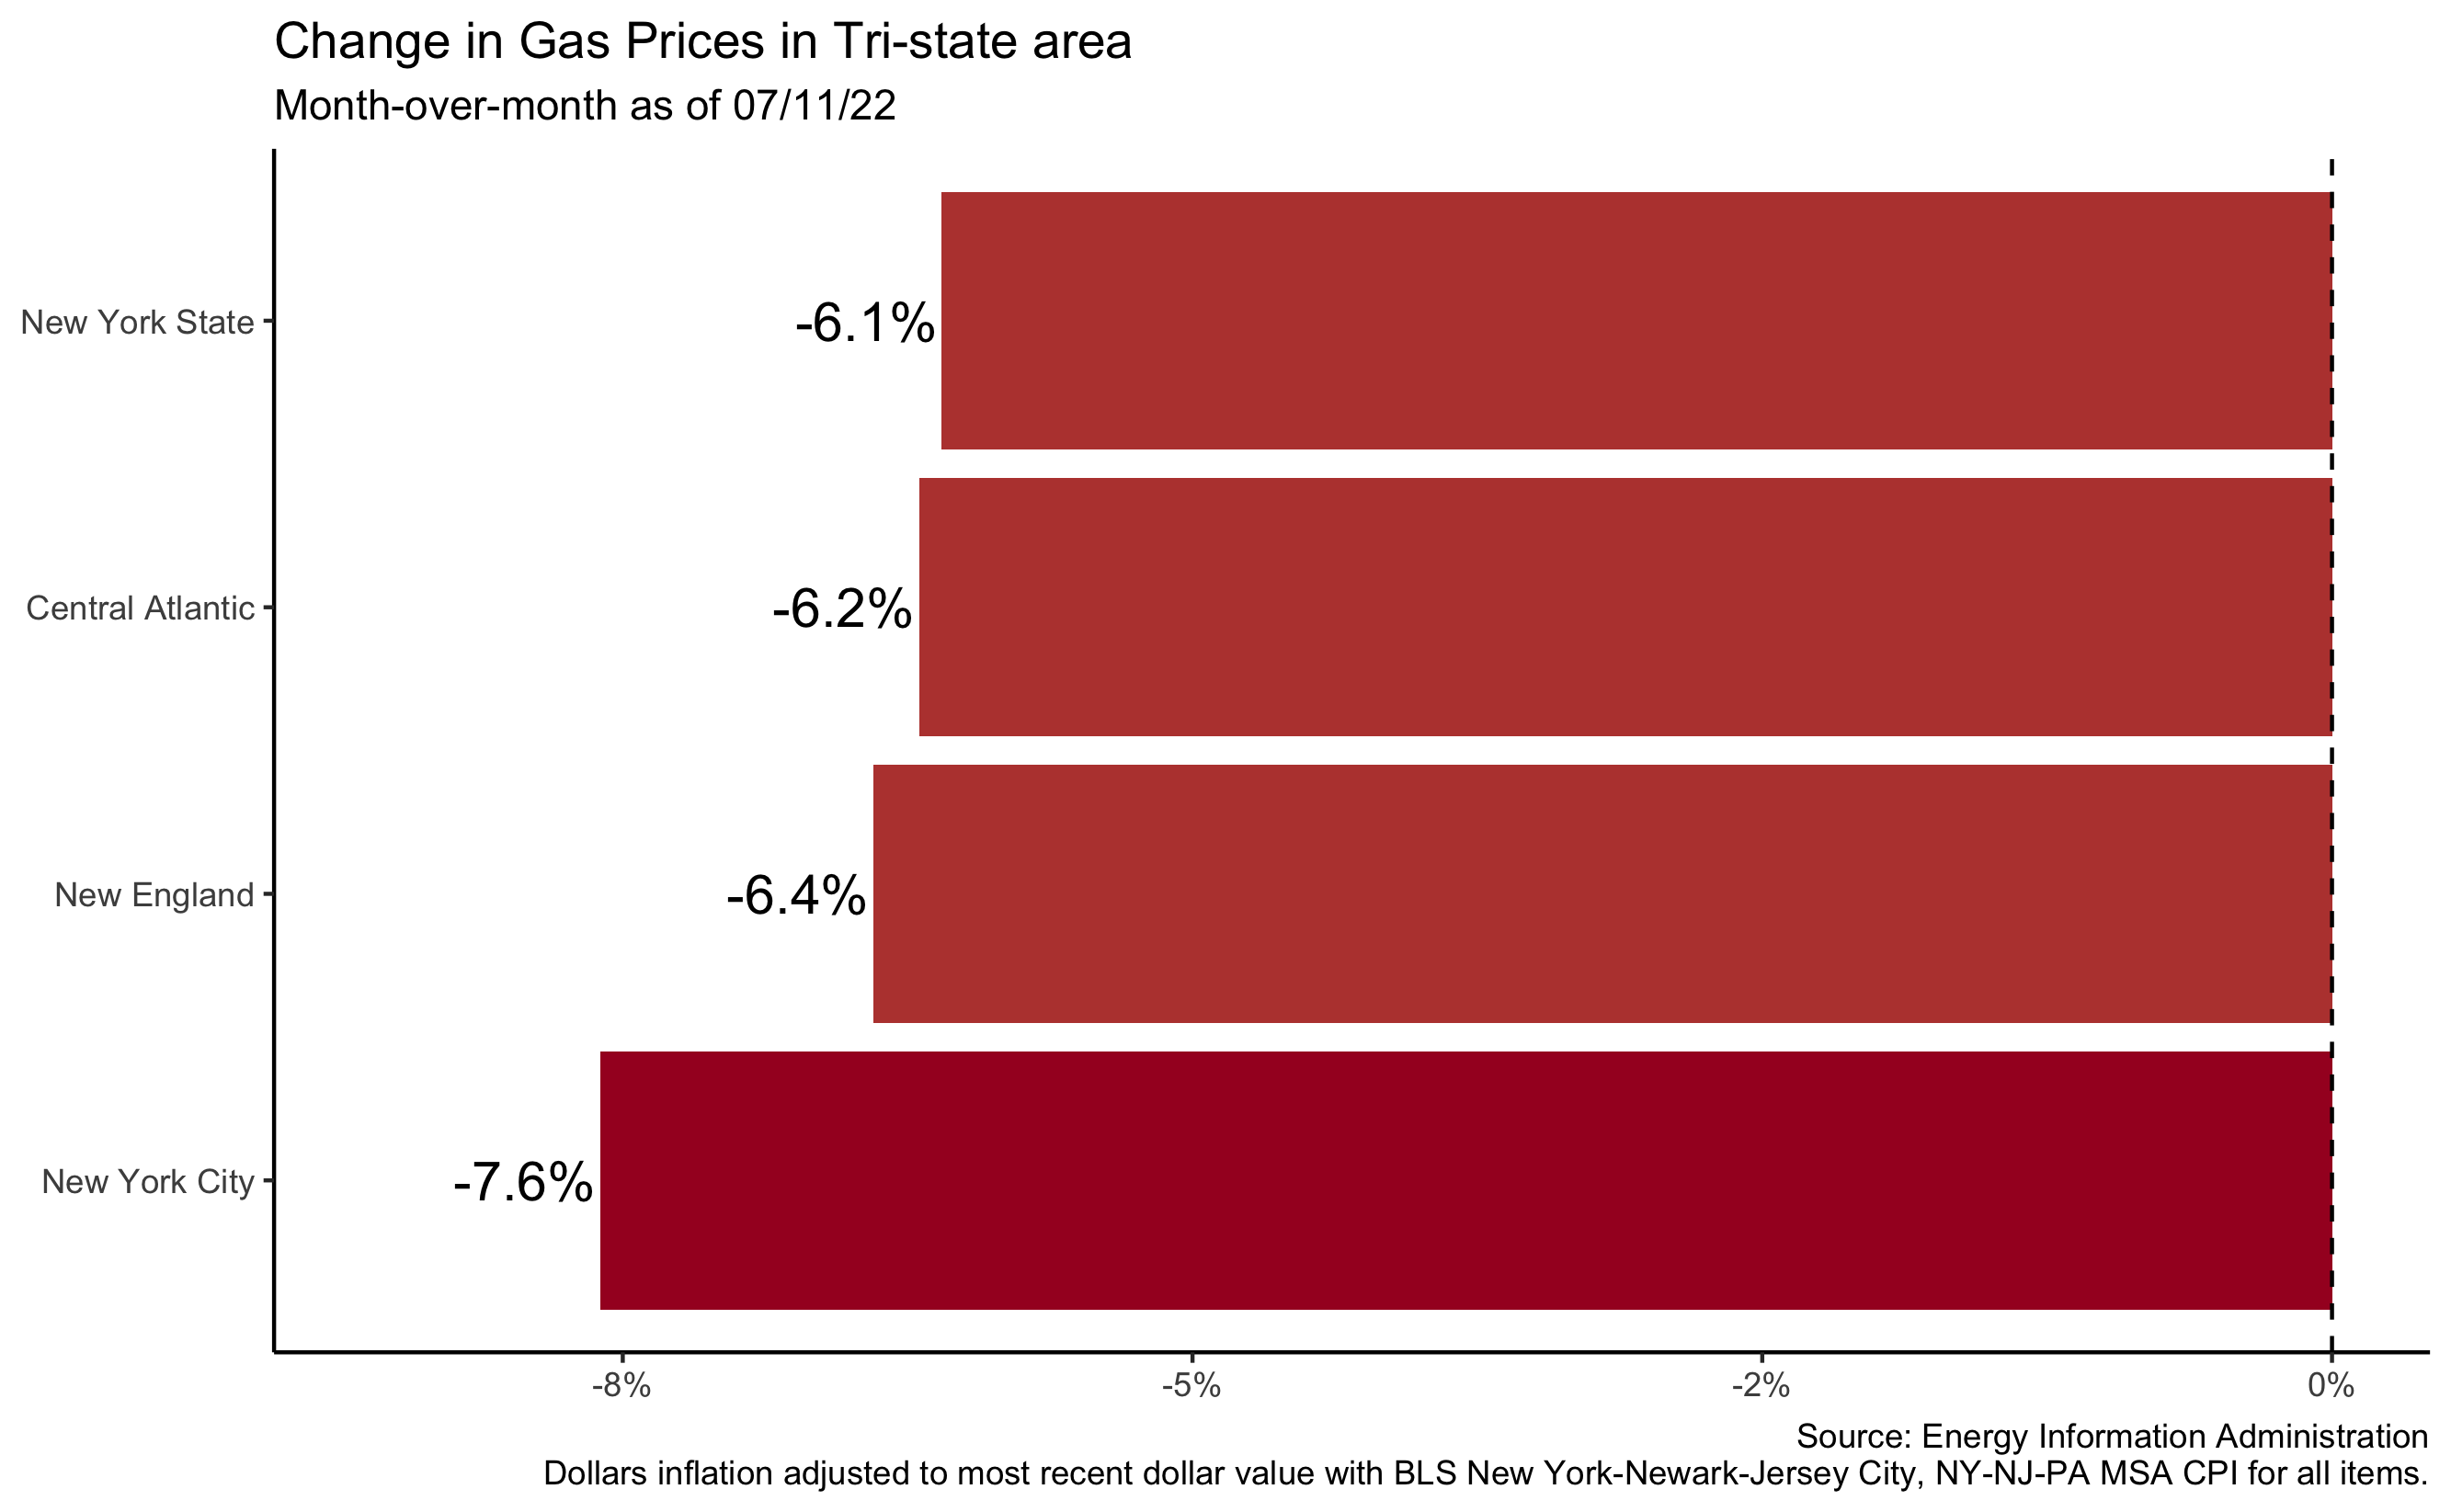 Change in Gas Prices in Tri-state area
Month-over-month as of 07/11/22
New York State
-6.1%
Central Atlantic
-6.2%
New England
-6.4%
New York City
-7.6%
-8%
-5%
-2%
0%
Source: Energy Information Administration
Dollars inflation adjusted to most recent dollar value with BLS New York-Newark-Jersey City, NY-NJ-PA MSA CPI for all items.